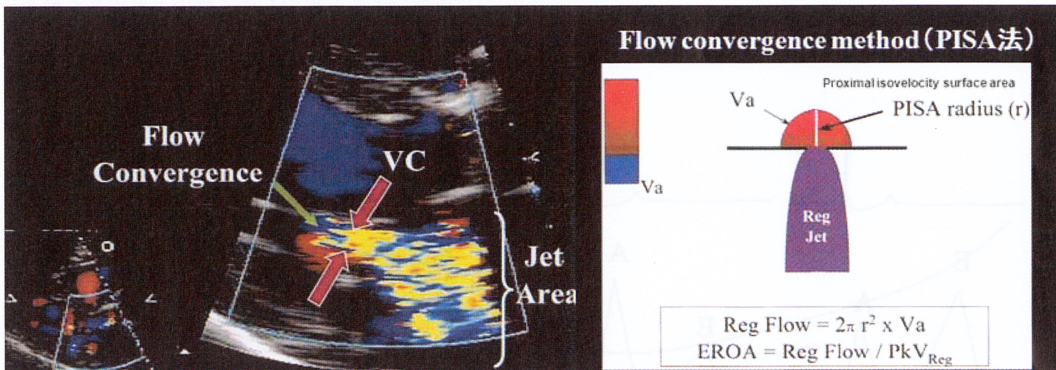 Flow Convergence
VC
Jet Area
Flow convergence method(PISA法)
Proximal isovelocity surface area
Va
PISA radius (r)
Va
Reg Jet
Reg Flow = 2π r² x Va
EROA = Reg Flow / PkV_Reg